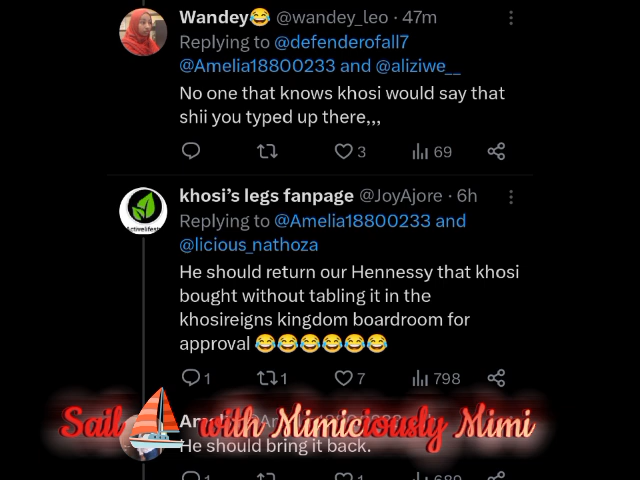 Wandey😂 @wandey_leo · 47m
Replying to @defenderofall7
@Amelia18800233 and @aliziwe__
No one that knows khosi would say that
shii you typed up there,,,
3 69
khosi’s legs fanpage @JoyAjore · 6h
Replying to @Amelia18800233 and
@licious_nathoza
He should return our Hennessy that khosi
bought without tabling it in the
khosireigns kingdom boardroom for
approval 😂😂😂😂😂😂
1 1 7 798
Sail with Mimiciously Mimi
He should bring it back.